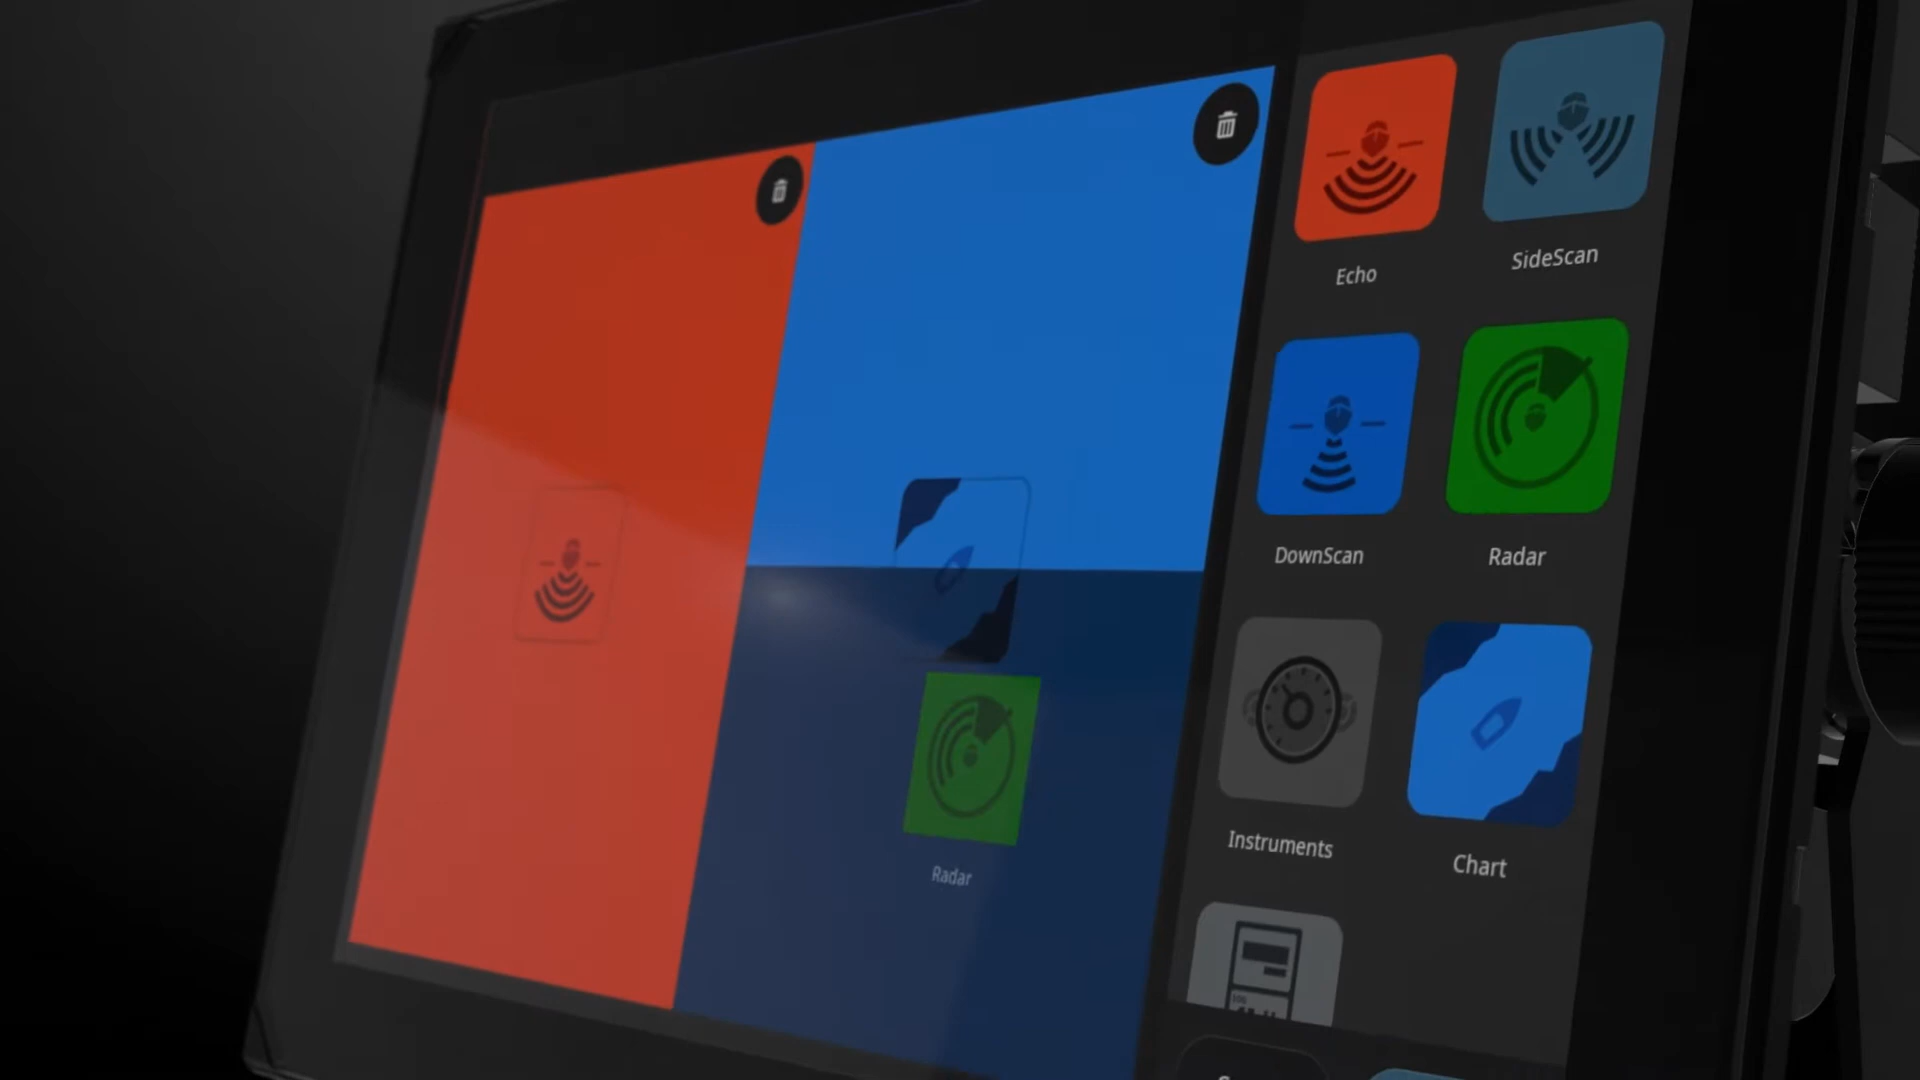 Echo
SideScan
DownScan
Radar
Instruments
Chart
Radar